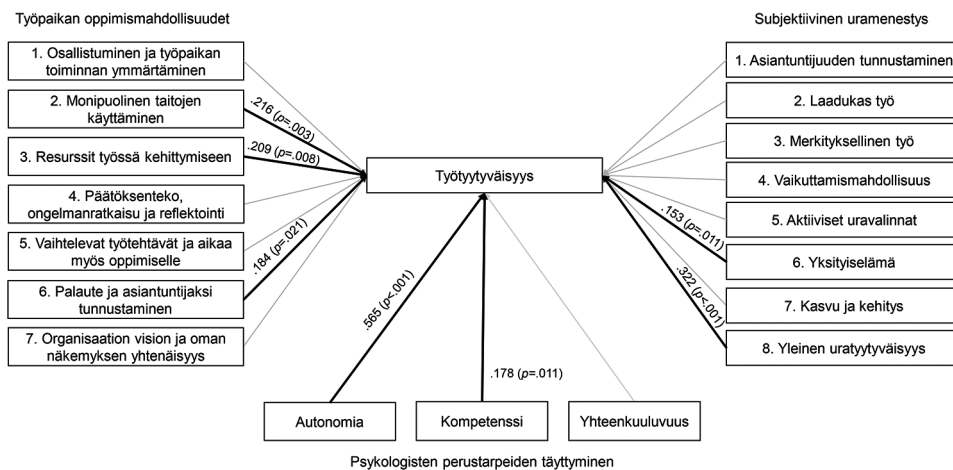 Työpaikan oppimismahdollisuudet
1. Osallistuminen ja työpaikan
toiminnan ymmärtäminen
2. Monipuolinen taitojen
käyttäminen
3. Resurssit työssä kehittymiseen
4. Päätöksenteko,
ongelmanratkaisu ja reflektointi
5. Vaihtelevat työtehtävät ja aikaa
myös oppimiselle
6. Palaute ja asiantuntijaksi
tunnustaminen
7. Organisaation vision ja oman
näkemyksen yhtenäisyys
.216 (p=.003)
.209 (p=.008)
.184 (p=.021)
Työtyytyväisyys
.565 (p<.001)
.178 (p=.011)
Autonomia
Kompetenssi
Yhteenkuuluvuus
Psykologisten perustarpeiden täyttyminen
Subjektiivinen uramenestys
1. Asiantuntijuuden tunnustaminen
2. Laadukas työ
3. Merkityksellinen työ
4. Vaikuttamismahdollisuus
5. Aktiiviset uravalinnat
6. Yksityiselämä
7. Kasvu ja kehitys
8. Yleinen uratyytyväisyys
.153 (p=.011)
.322 (p<.001)